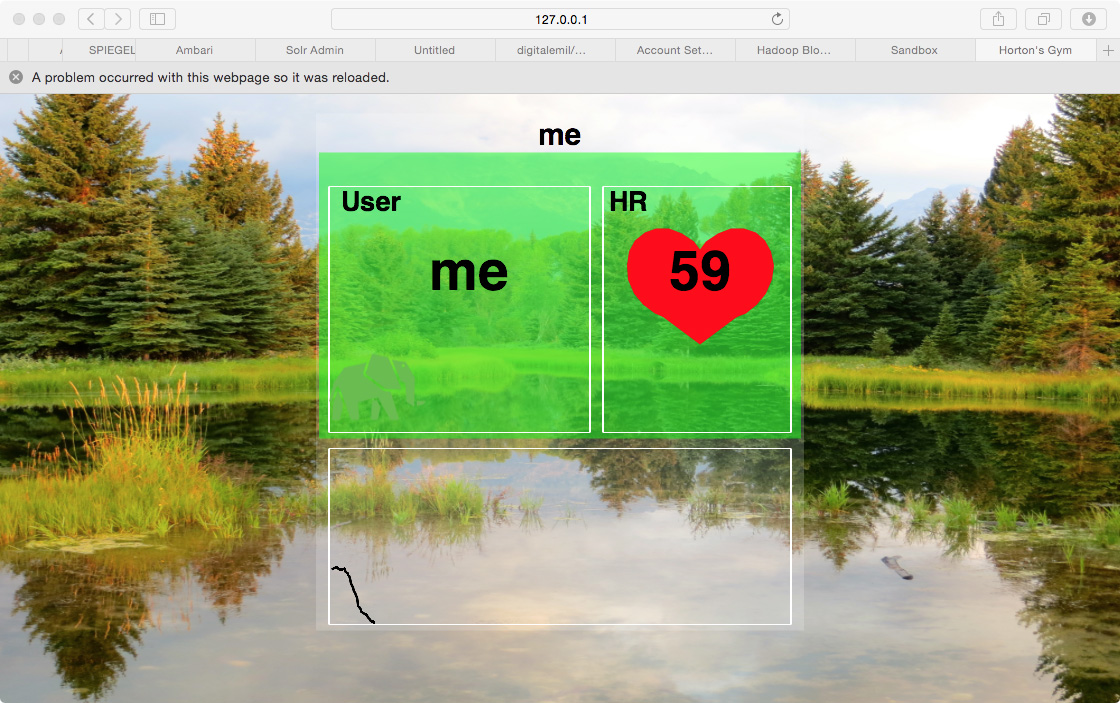 127.0.0.1
SPIEGEL
Ambari
Solr Admin
Untitled
digitalemil/…
Account Set…
Hadoop Blo…
Sandbox
Horton's Gym
A problem occurred with this webpage so it was reloaded.
me
User
HR
me
59